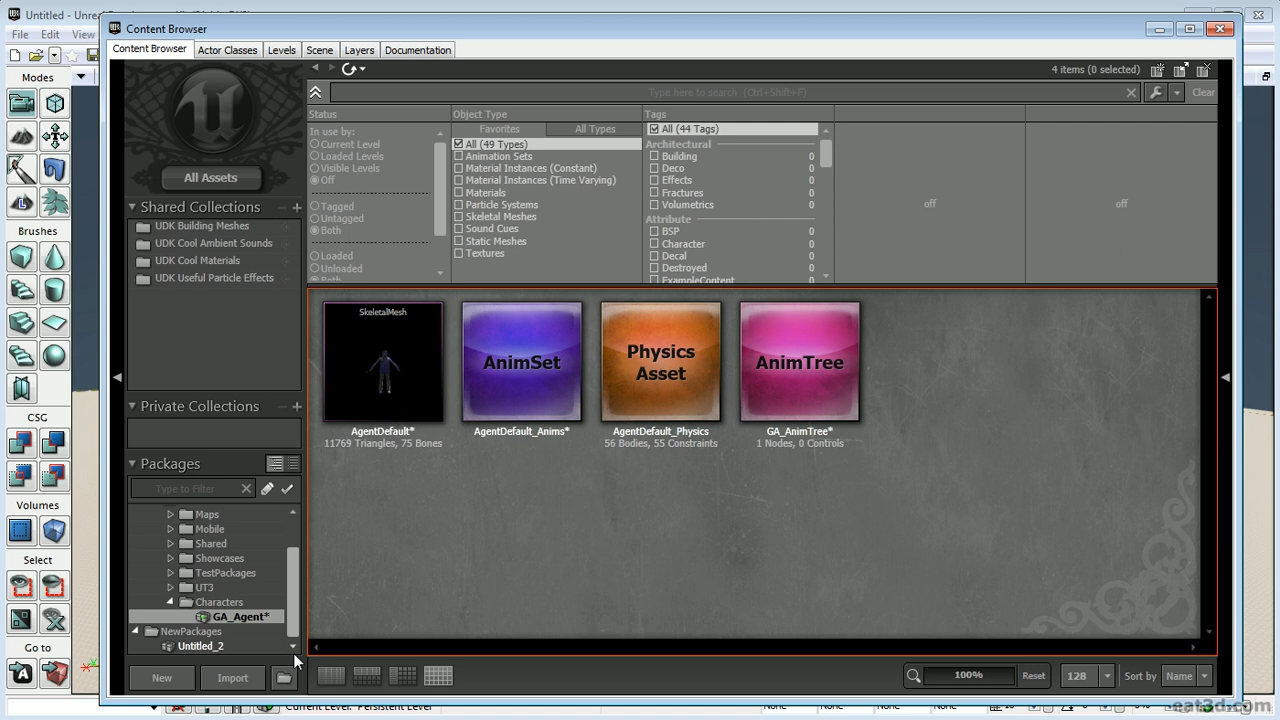 Untitled - Unre
Content Browser
File Edit View
Content Browser Actor Classes Levels Scene Layers Documentation
Modes
4 items (0 selected)
Type here to search (Ctrl+Shift+F)
Clear
Status
In use by:
Current Level
Loaded Levels
Visible Levels
Off
Tagged
Untagged
Both
Loaded
Unloaded
Both
Object Type
Favorites All Types
All (49 Types)
Animation Sets
Material Instances (Constant)
Material Instances (Time Varying)
Materials
Particle Systems
Skeletal Meshes
Sound Cues
Static Meshes
Textures
Tags
All (44 Tags)
Architectural
Building 0
Deco 0
Effects 0
Fractures 0
Volumetrics 0
Attribute
BSP 0
Character 0
Decal 0
Destroyed 0
ExampleContent 0
off
off
All Assets
Shared Collections
UDK Building Meshes
UDK Cool Ambient Sounds
UDK Cool Materials
UDK Useful Particle Effects
Private Collections
Packages
Type to Filter
Maps
Mobile
Shared
Showcases
TestPackages
UT3
Characters
GA_Agent*
NewPackages
Untitled_2
New Import
Brushes
CSG
Volumes
Select
Go to
SkeletalMesh
AgentDefault*
11769 Triangles, 75 Bones
AnimSet
AgentDefault_Anims*
Physics
Asset
AgentDefault_Physics
56 Bodies, 55 Constraints
AnimTree
GA_AnimTree*
1 Nodes, 0 Controls
100% Reset 128 Sort by Name
Current Level: Persistent Level
None None None None
eat3d.com